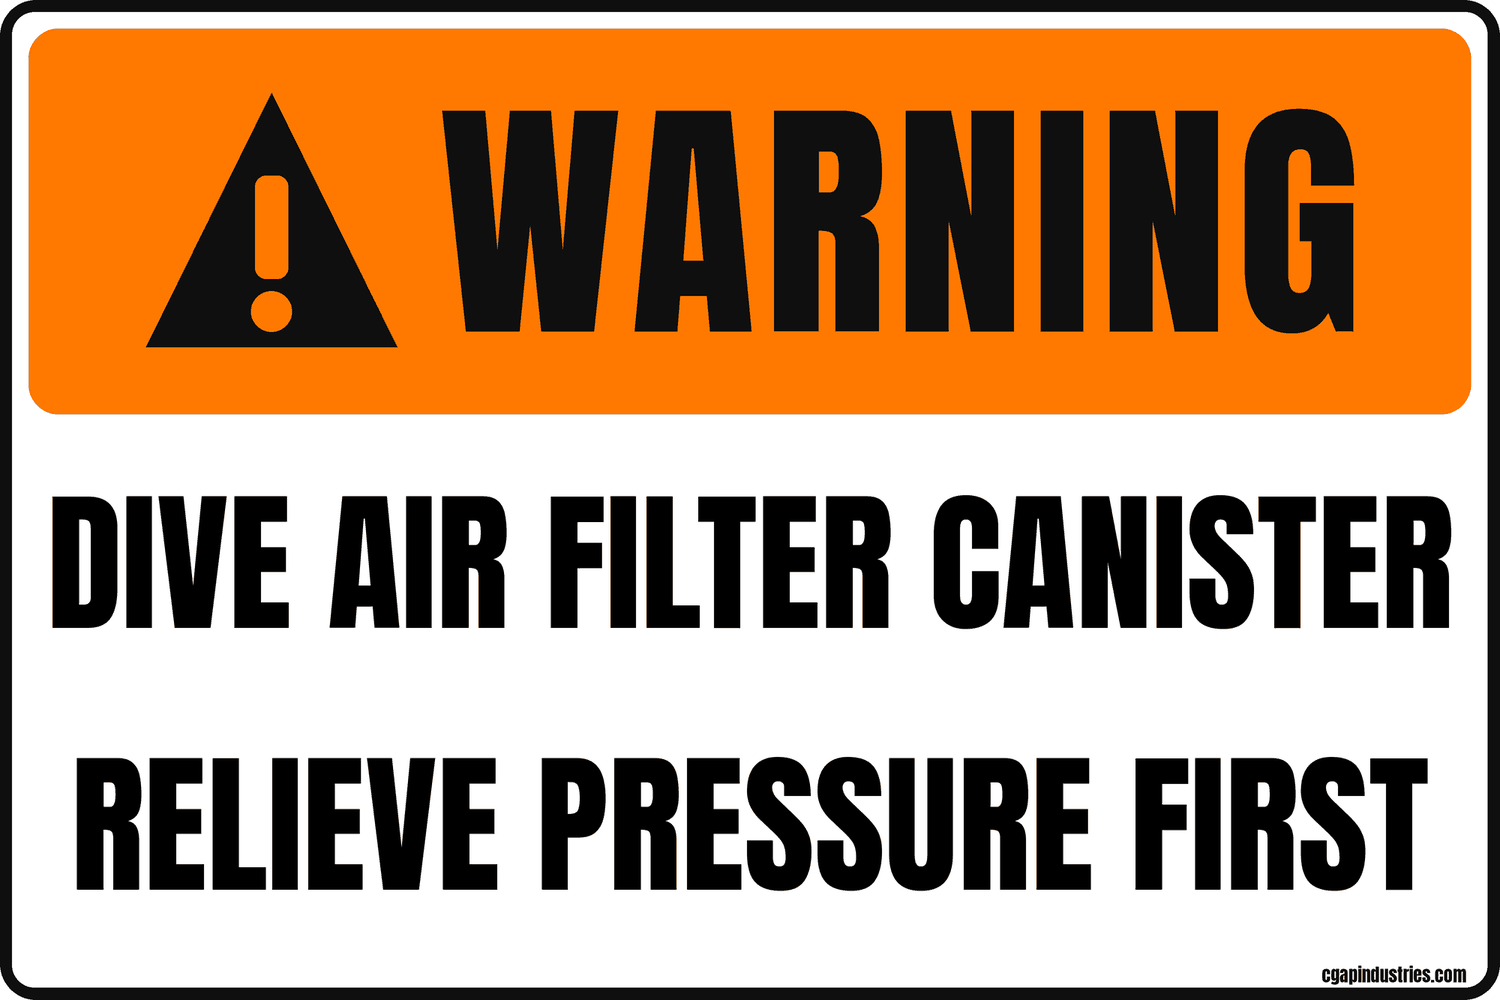 WARNING
DIVE AIR FILTER CANISTER
RELIEVE PRESSURE FIRST
cgapindustries.com